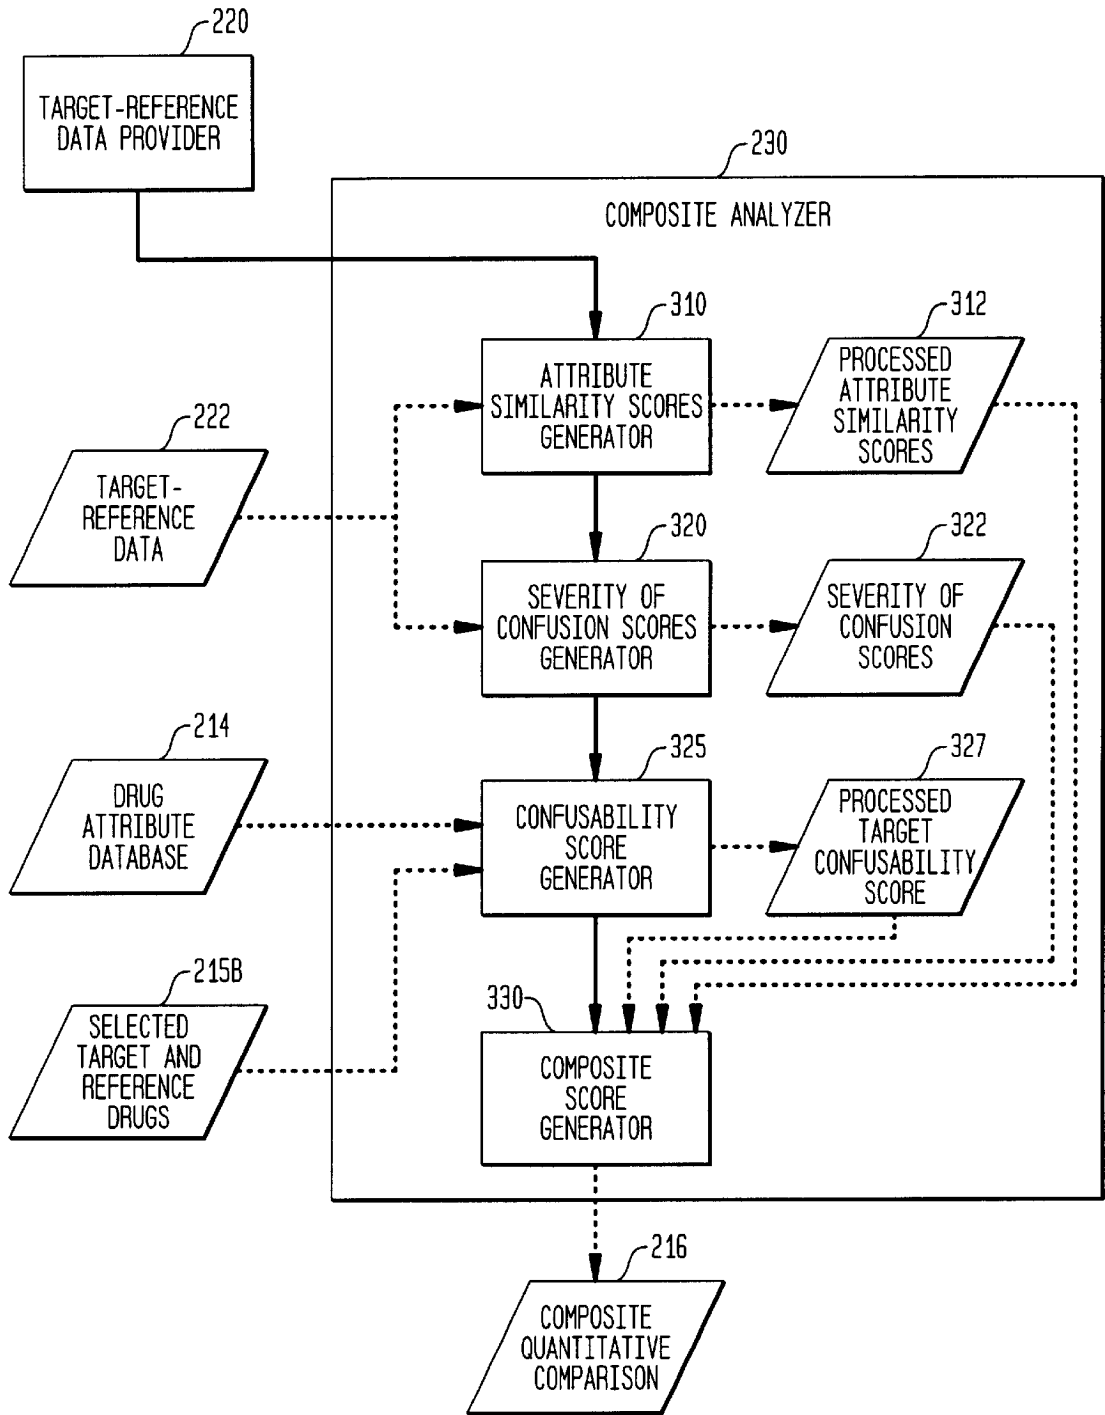 220
TARGET-REFERENCE
DATA PROVIDER
230
COMPOSITE ANALYZER
310
ATTRIBUTE
SIMILARITY SCORES
GENERATOR
312
PROCESSED
ATTRIBUTE
SIMILARITY
SCORES
222
TARGET-
REFERENCE
DATA
320
SEVERITY OF
CONFUSION SCORES
GENERATOR
322
SEVERITY OF
CONFUSION
SCORES
214
DRUG
ATTRIBUTE
DATABASE
325
CONFUSABILITY
SCORE
GENERATOR
327
PROCESSED
TARGET
CONFUSABILITY
SCORE
215B
SELECTED
TARGET AND
REFERENCE
DRUGS
330
COMPOSITE
SCORE
GENERATOR
216
COMPOSITE
QUANTITATIVE
COMPARISON